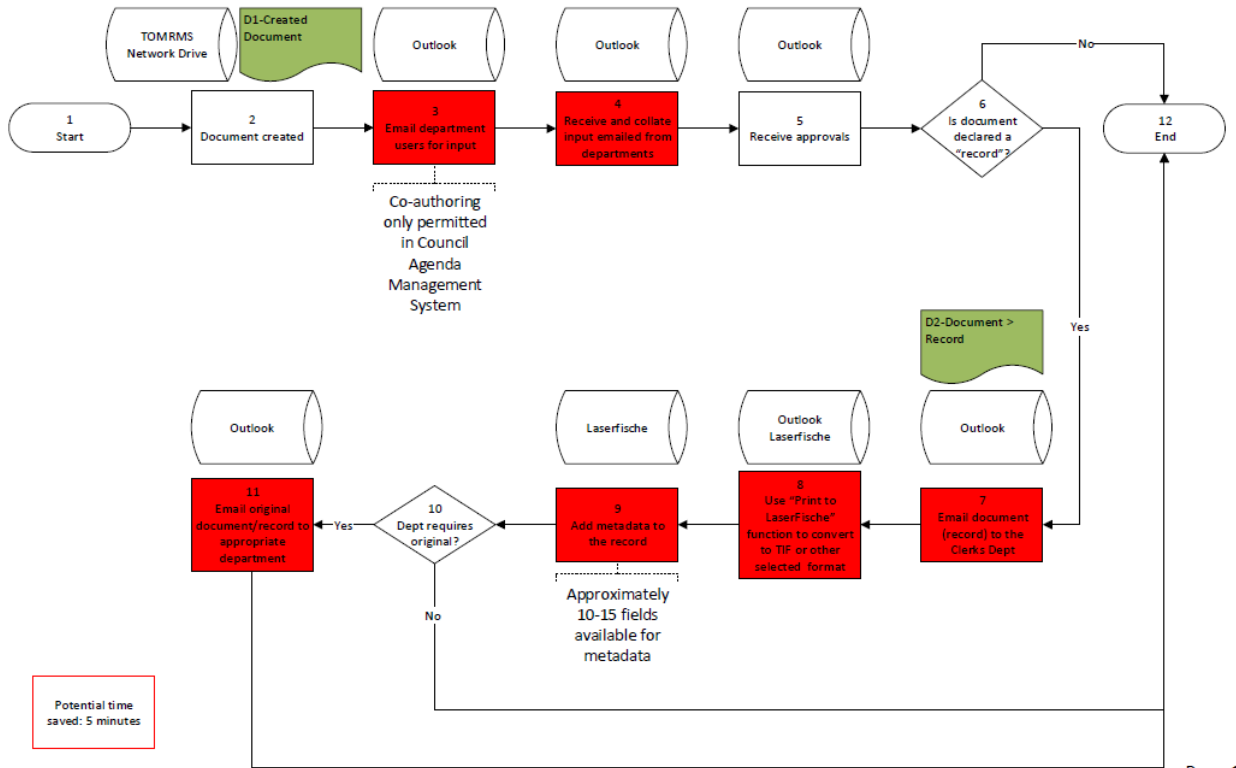 TOMRMS
Network Drive
D1-Created
Document
Outlook
Outlook
Outlook
1
Start
2
Document created
3
Email department
users for input
4
Receive and collate
input emailed from
departments
5
Receive approvals
6
Is document
declared a
“record”?
No
12
End
Co-authoring
only permitted
in Council
Agenda
Management
System
Yes
D2-Document >
Record
Outlook
Laserfische
Outlook
Laserfische
Outlook
11
Email original
document/record to
appropriate
department
Yes
10
Dept requires
original?
9
Add metadata to
the record
8
Use “Print to
LaserFische”
function to convert
to TIF or other
selected format
7
Email document
(record) to the
Clerks Dept
No
Approximately
10-15 fields
available for
metadata
Potential time
saved: 5 minutes